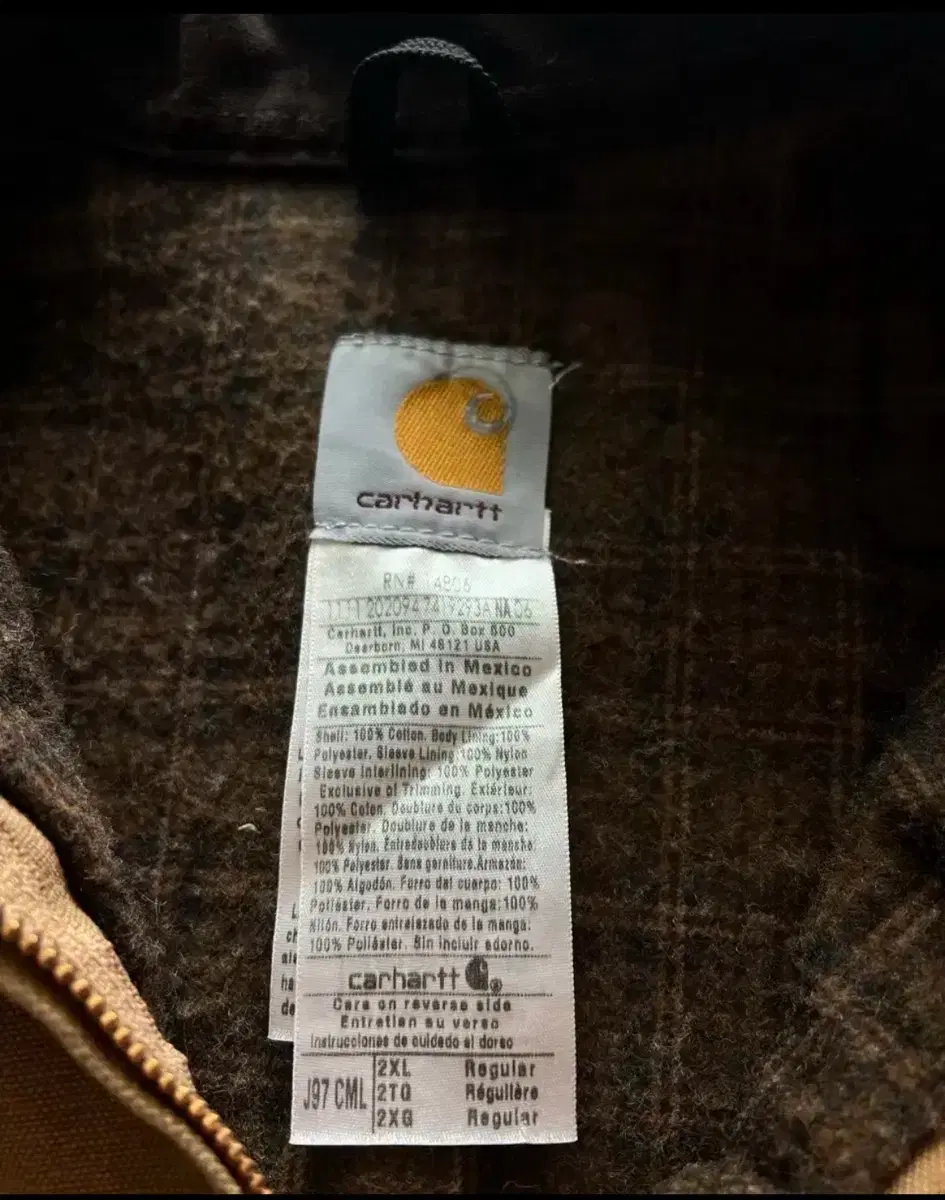 carhartt
RN# 14806
1111 2020942419293A NA 06
Carhartt, Inc. P. O. Box 600
Dearborn, MI 48121 USA
Assembled in Mexico
Assemblé au Mexique
Ensamblado en México
Shell: 100% Cotton. Body Lining:100%
Polyester. Sleeve Lining:100% Nylon
Sleeve Interlining: 100% Polyester
Exclusive of Trimming. Extérieur:
100% Coton. Doublure du corps:100%
Polyester. Doublure de la manche:
100% Nylon. Entredoublure de la manche:
100% Polyester. Sans garniture.Armazón:
100% Algodón. Forro del cuerpo: 100%
Poliéster. Forro de la manga:100%
Nilón. Forro entrelazado de la manga:
100% Poliéster. Sin incluir adorno.
carhartt ®
Care on reverse side
Entretien au verso
Instrucciones de cuidado al dorso
J97 CML
2XL Regular
2TG Régulière
2XG Regular